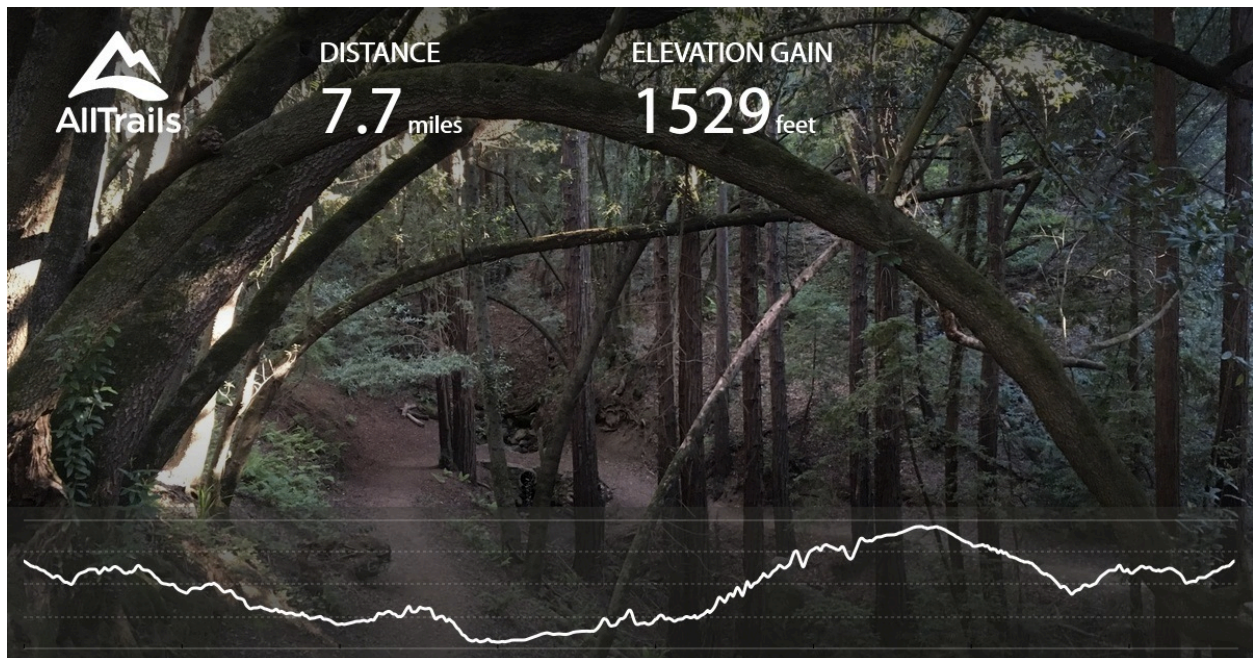 AllTrails
DISTANCE
7.7 miles
ELEVATION GAIN
1529 feet